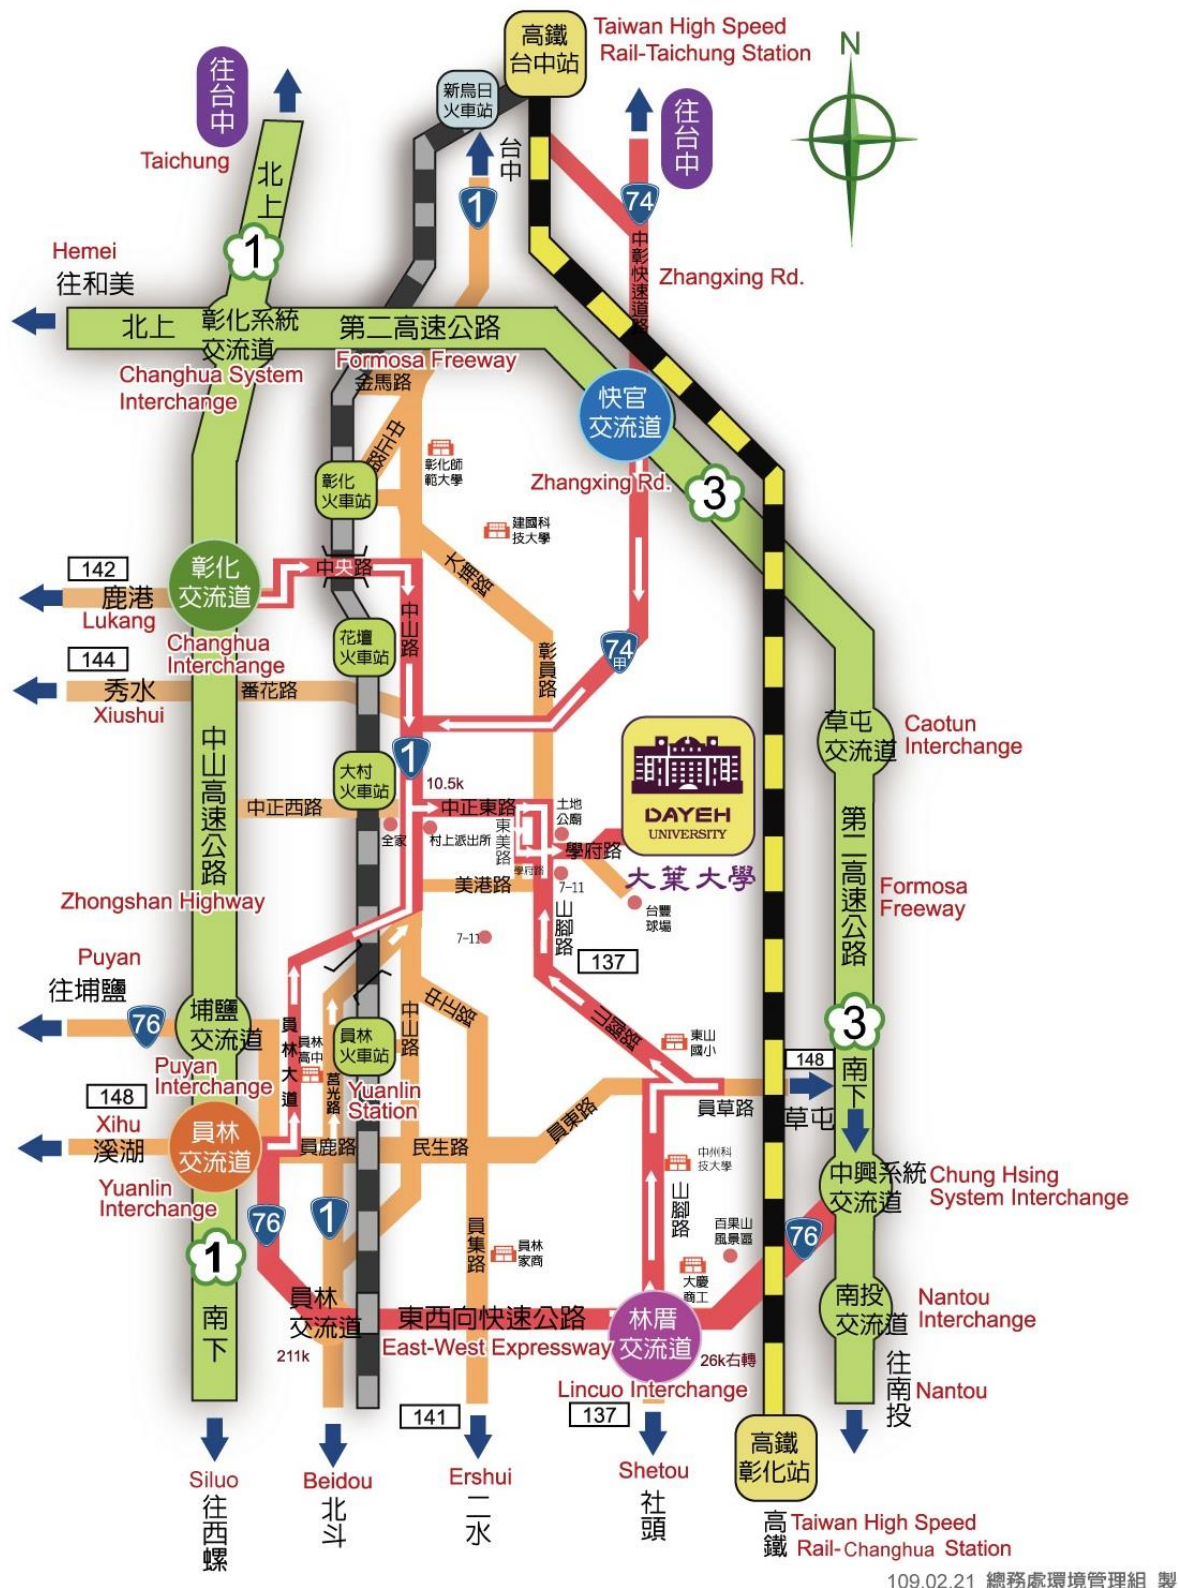 高鐵
台中站
Taiwan High Speed
Rail-Taichung Station
N
往台中
新烏日
火車站
台中
往台中
Taichung
北上
1
74
1
中彰快速道路
Zhangxing Rd.
Hemei
往和美
北上
彰化系統
交流道
第二高速公路
Formosa Freeway
Changhua System
Interchange
金馬路
中正路
快官
交流道
彰化師
範大學
彰化
火車站
Zhangxing Rd.
3
建國科
技大學
大埔路
142
鹿港
Lukang
彰化
交流道
中央路
Changhua
Interchange
花壇
火車站
中山路
74
甲
彰員路
144
秀水
Xiushui
番花路
草屯
交流道
Caotun
Interchange
1
10.5k
大村
火車站
中山高速公路
中正西路
中正東路
土地
公廟
全家
村上派出所
東美路
學府路
學府路
DAYEH
UNIVERSITY
大葉大學
美港路
7-11
台豐
球場
第二高速公路
Formosa
Freeway
Zhongshan Highway
7-11
山腳路
137
Puyan
往埔鹽
76
埔鹽
交流道
Puyan
Interchange
員林大道
員林
高中
莒光路
員林
火車站
Yuanlin
Station
中山路
中正路
山腳路
東山
國小
148
3
南下
草屯
148
Xihu
溪湖
員林
交流道
Yuanlin
Interchange
員鹿路
民生路
員東路
員草路
中州科
技大學
中興系統
交流道
Chung Hsing
System Interchange
76
1
員集路
員林
家商
山腳路
百果山
風景區
76
大慶
商工
1
南下
員林
交流道
211k
東西向快速公路
East-West Expressway
林厝
交流道
26k右轉
Lincuo Interchange
南投
交流道
Nantou
Interchange
往南投
Nantou
141
137
高鐵
彰化站
Siluo
往西螺
Beidou
北斗
Ershui
二水
Shetou
社頭
高鐵
Taiwan High Speed
Rail-Changhua Station
109.02.21 總務處環境管理組 製